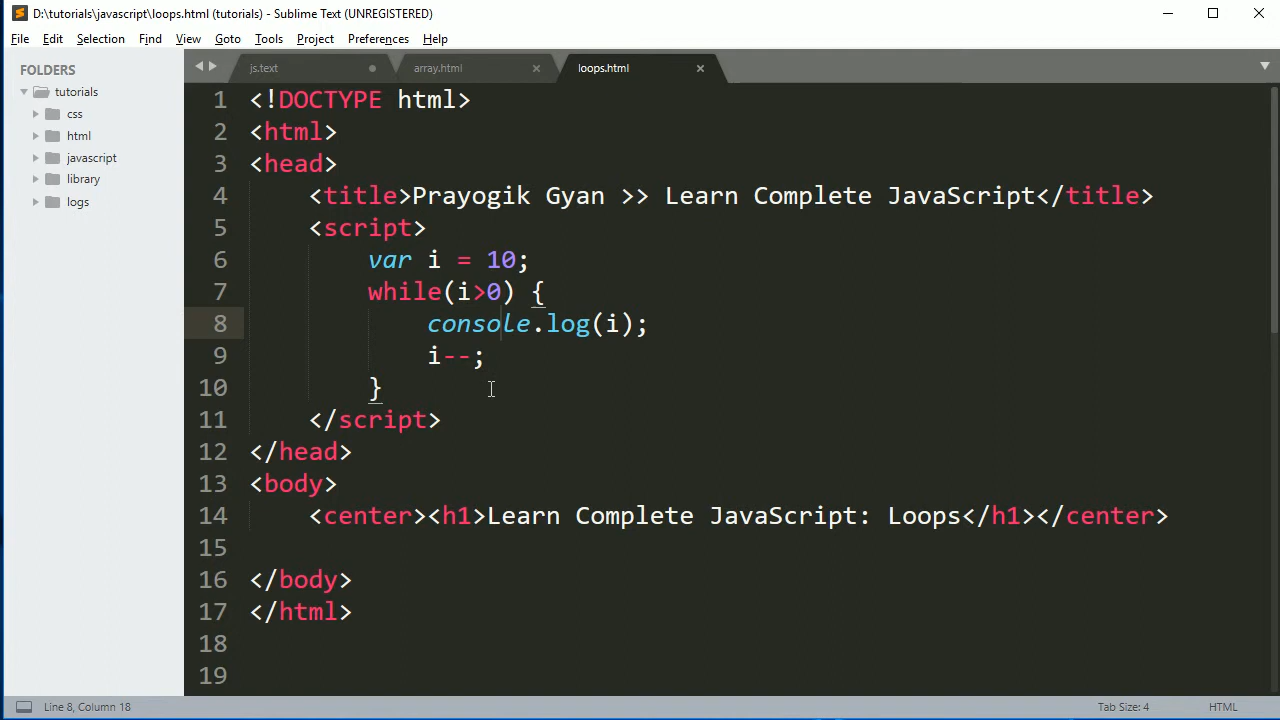 D:\tutorials\javascript\loops.html (tutorials) - Sublime Text (UNREGISTERED)
File Edit Selection Find View Goto Tools Project Preferences Help
FOLDERS
tutorials
css
html
javascript
library
logs
js.text array.html loops.html
1 <!DOCTYPE html>
2 <html>
3 <head>
4     <title>Prayogik Gyan >> Learn Complete JavaScript</title>
5     <script>
6         var i = 10;
7         while(i>0) {
8             console.log(i);
9             i--;
10         }
11     </script>
12 </head>
13 <body>
14     <center><h1>Learn Complete JavaScript: Loops</h1></center>
15
16 </body>
17 </html>
18
19
Line 8, Column 18 Tab Size: 4 HTML